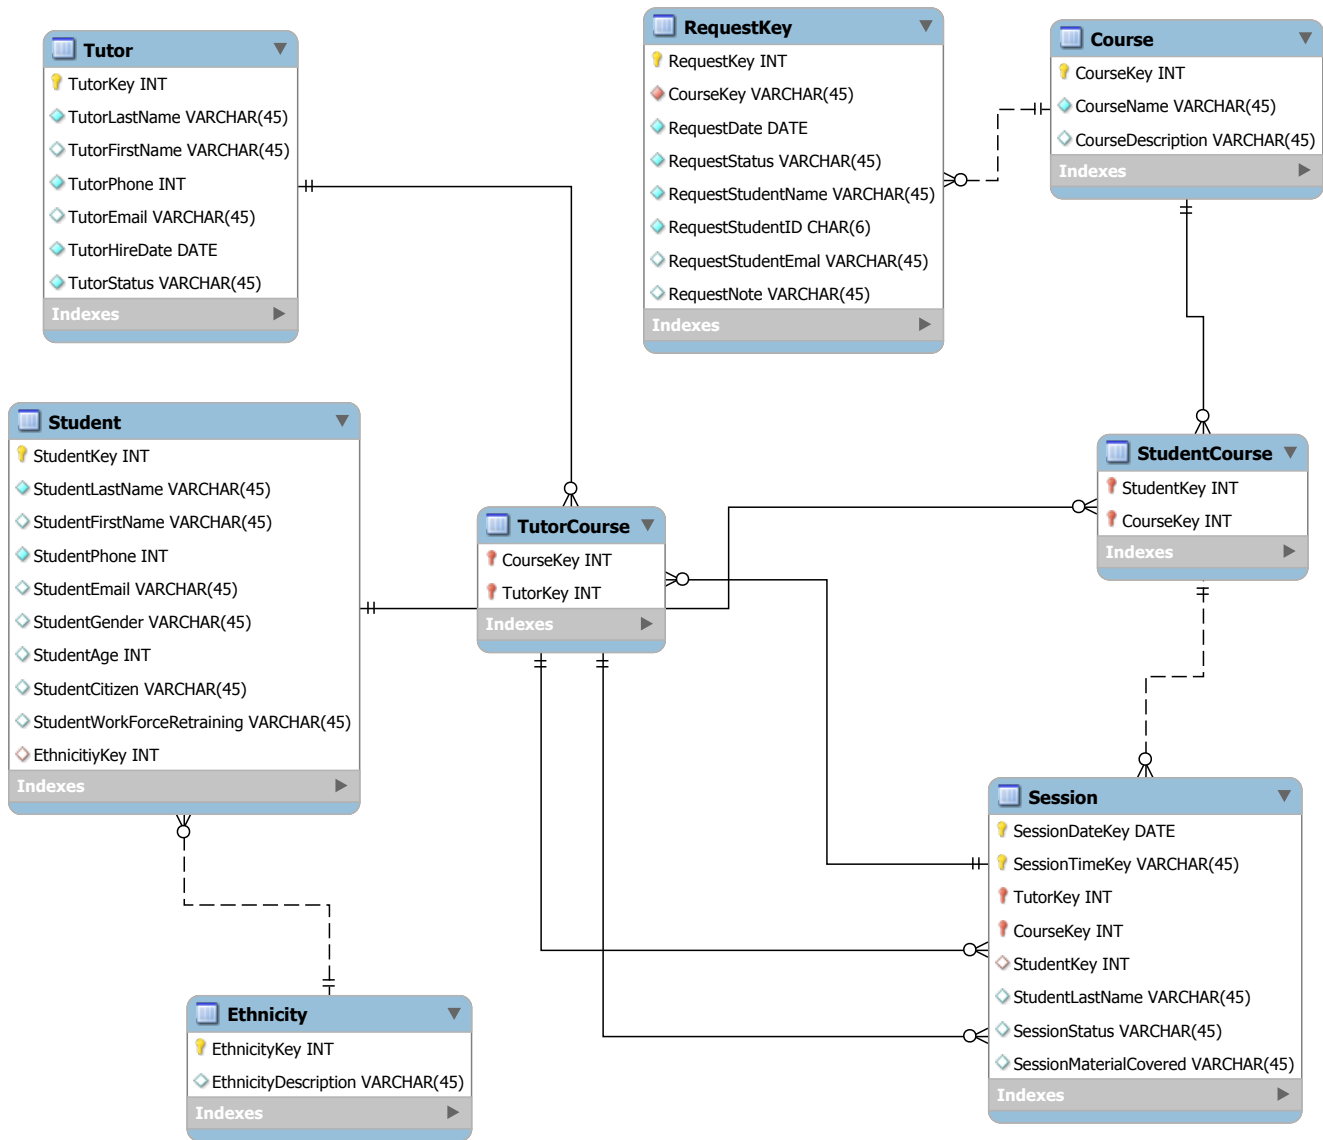 Tutor
TutorKey INT
TutorLastName VARCHAR(45)
TutorFirstName VARCHAR(45)
TutorPhone INT
TutorEmail VARCHAR(45)
TutorHireDate DATE
TutorStatus VARCHAR(45)
Indexes
RequestKey
RequestKey INT
CourseKey VARCHAR(45)
RequestDate DATE
RequestStatus VARCHAR(45)
RequestStudentName VARCHAR(45)
RequestStudentID CHAR(6)
RequestStudentEmal VARCHAR(45)
RequestNote VARCHAR(45)
Indexes
Course
CourseKey INT
CourseName VARCHAR(45)
CourseDescription VARCHAR(45)
Indexes
Student
StudentKey INT
StudentLastName VARCHAR(45)
StudentFirstName VARCHAR(45)
StudentPhone INT
StudentEmail VARCHAR(45)
StudentGender VARCHAR(45)
StudentAge INT
StudentCitizen VARCHAR(45)
StudentWorkForceRetraining VARCHAR(45)
EthnicitiyKey INT
Indexes
TutorCourse
CourseKey INT
TutorKey INT
Indexes
StudentCourse
StudentKey INT
CourseKey INT
Indexes
Session
SessionDateKey DATE
SessionTimeKey VARCHAR(45)
TutorKey INT
CourseKey INT
StudentKey INT
StudentLastName VARCHAR(45)
SessionStatus VARCHAR(45)
SessionMaterialCovered VARCHAR(45)
Indexes
Ethnicity
EthnicityKey INT
EthnicityDescription VARCHAR(45)
Indexes